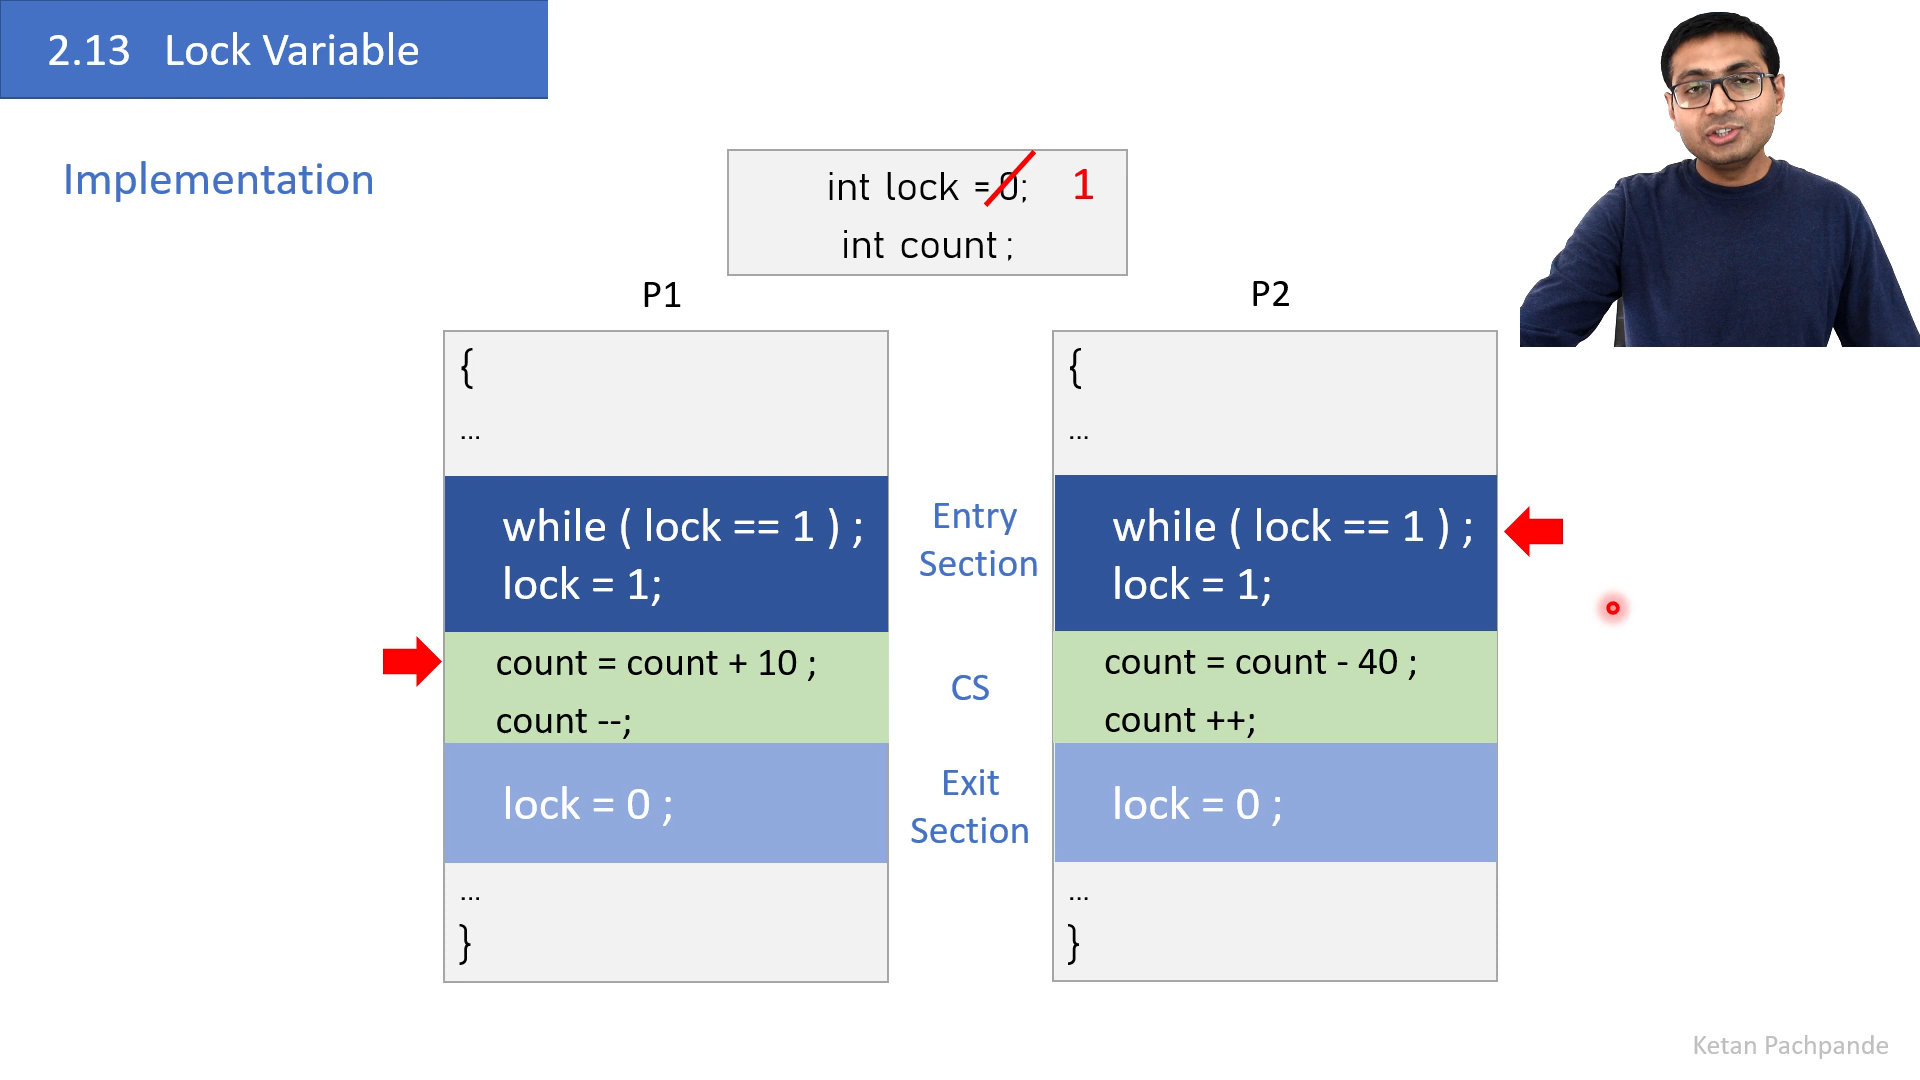 2.13 Lock Variable
Implementation
int lock = 0; 1
int count ;
P1
P2
{
...
while ( lock == 1 ) ;
lock = 1;
count = count + 10 ;
count --;
lock = 0 ;
...
}
Entry
Section
CS
Exit
Section
{
...
while ( lock == 1 ) ;
lock = 1;
count = count - 40 ;
count ++;
lock = 0 ;
...
}
Ketan Pachpande